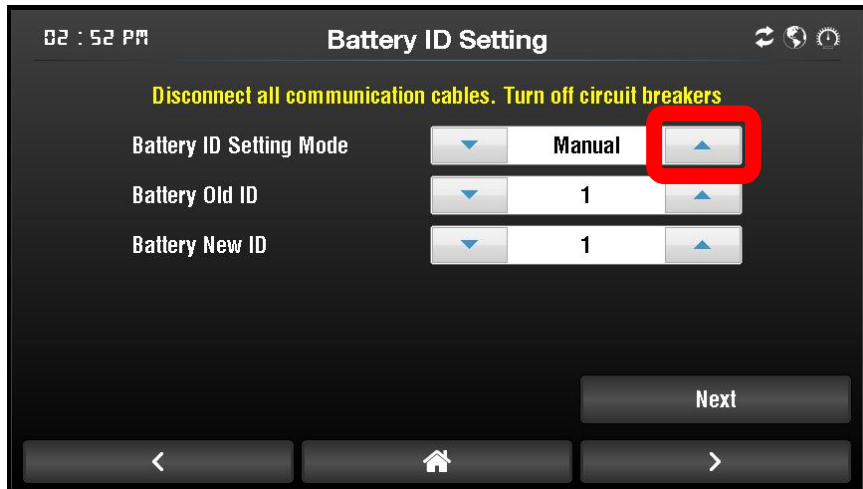 02 : 52 PM Battery ID Setting
Disconnect all communication cables. Turn off circuit breakers
Battery ID Setting Mode Manual
Battery Old ID 1
Battery New ID 1
Next